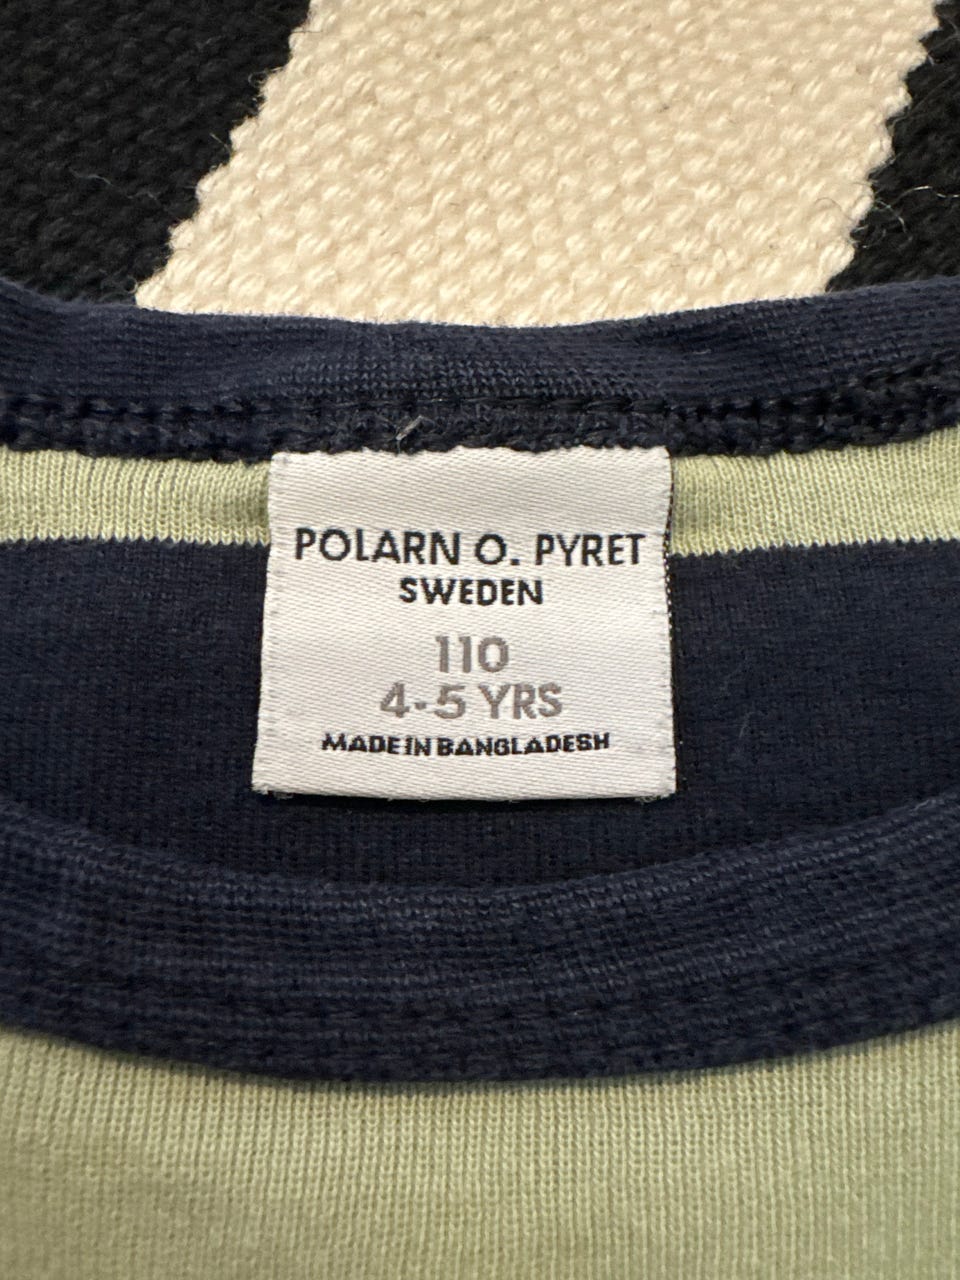 POLARN O. PYRET
SWEDEN
110
4-5 YRS
MADE IN BANGLADESH